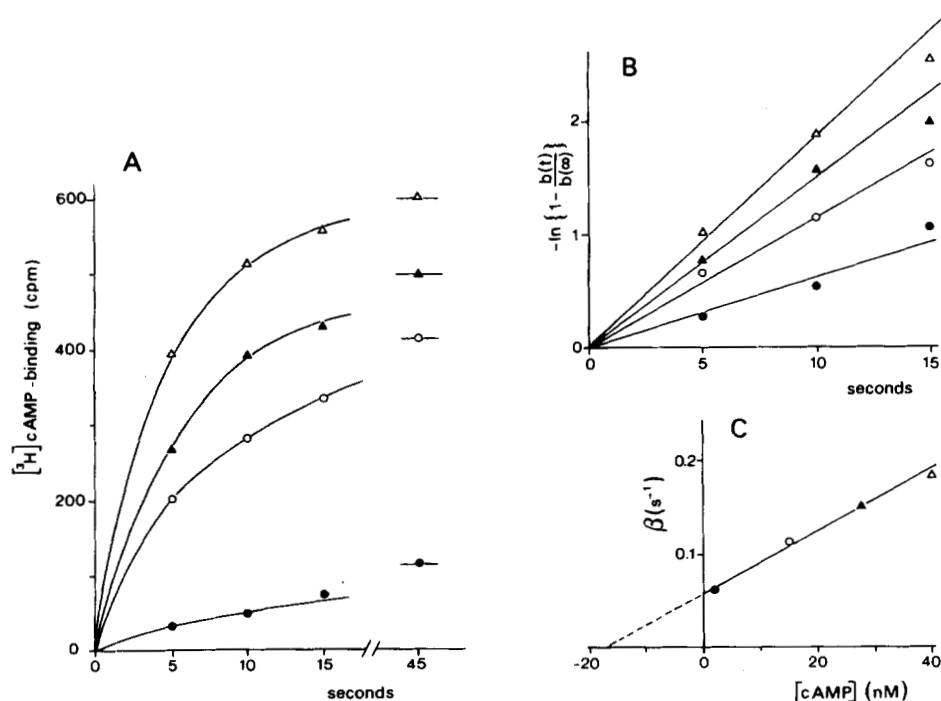 A
[³H]cAMP-binding (cpm)
600
400
200
0
0 5 10 15 45
seconds
B
-ln {1- b(t)/b(∞)}
2
1
0
0 5 10 15
seconds
C
β(s⁻¹)
0.2
0.1
-20 0 20 40
[cAMP] (nM)